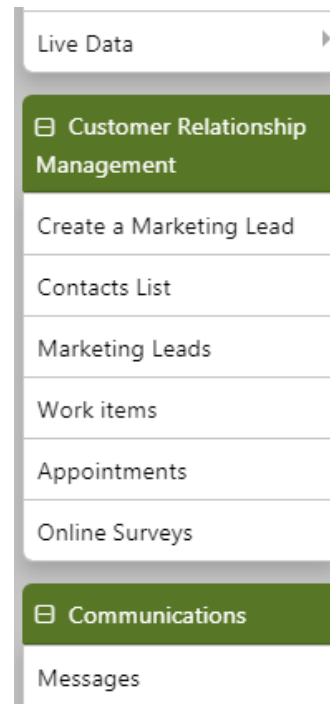 Live Data
Customer Relationship
Management
Create a Marketing Lead
Contacts List
Marketing Leads
Work items
Appointments
Online Surveys
Communications
Messages